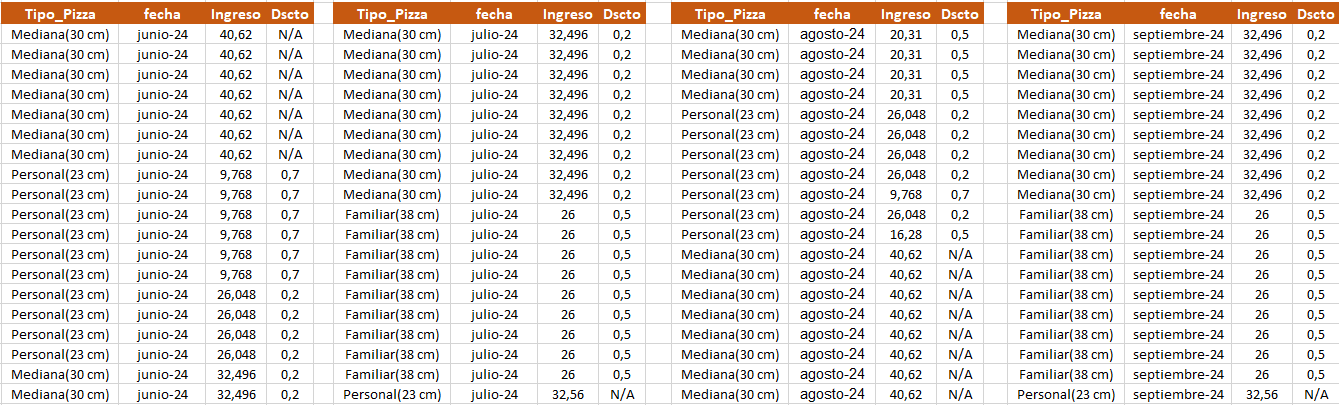 Tipo_Pizza fecha Ingreso Dscto Tipo_Pizza fecha Ingreso Dscto Tipo_Pizza fecha Ingreso Dscto Tipo_Pizza fecha Ingreso Dscto
Mediana(30 cm) junio-24 40,62 N/A Mediana(30 cm) julio-24 32,496 0,2 Mediana(30 cm) agosto-24 20,31 0,5 Mediana(30 cm) septiembre-24 32,496 0,2
Mediana(30 cm) junio-24 40,62 N/A Mediana(30 cm) julio-24 32,496 0,2 Mediana(30 cm) agosto-24 20,31 0,5 Mediana(30 cm) septiembre-24 32,496 0,2
Mediana(30 cm) junio-24 40,62 N/A Mediana(30 cm) julio-24 32,496 0,2 Mediana(30 cm) agosto-24 20,31 0,5 Mediana(30 cm) septiembre-24 32,496 0,2
Mediana(30 cm) junio-24 40,62 N/A Mediana(30 cm) julio-24 32,496 0,2 Mediana(30 cm) agosto-24 20,31 0,5 Mediana(30 cm) septiembre-24 32,496 0,2
Mediana(30 cm) junio-24 40,62 N/A Mediana(30 cm) julio-24 32,496 0,2 Personal(23 cm) agosto-24 26,048 0,2 Mediana(30 cm) septiembre-24 32,496 0,2
Mediana(30 cm) junio-24 40,62 N/A Mediana(30 cm) julio-24 32,496 0,2 Personal(23 cm) agosto-24 26,048 0,2 Mediana(30 cm) septiembre-24 32,496 0,2
Mediana(30 cm) junio-24 40,62 N/A Mediana(30 cm) julio-24 32,496 0,2 Personal(23 cm) agosto-24 26,048 0,2 Mediana(30 cm) septiembre-24 32,496 0,2
Personal(23 cm) junio-24 9,768 0,7 Mediana(30 cm) julio-24 32,496 0,2 Personal(23 cm) agosto-24 26,048 0,2 Mediana(30 cm) septiembre-24 32,496 0,2
Personal(23 cm) junio-24 9,768 0,7 Mediana(30 cm) julio-24 32,496 0,2 Personal(23 cm) agosto-24 9,768 0,7 Mediana(30 cm) septiembre-24 32,496 0,2
Personal(23 cm) junio-24 9,768 0,7 Familiar(38 cm) julio-24 26 0,5 Personal(23 cm) agosto-24 26,048 0,2 Familiar(38 cm) septiembre-24 26 0,5
Personal(23 cm) junio-24 9,768 0,7 Familiar(38 cm) julio-24 26 0,5 Personal(23 cm) agosto-24 16,28 0,5 Familiar(38 cm) septiembre-24 26 0,5
Personal(23 cm) junio-24 9,768 0,7 Familiar(38 cm) julio-24 26 0,5 Mediana(30 cm) agosto-24 40,62 N/A Familiar(38 cm) septiembre-24 26 0,5
Personal(23 cm) junio-24 9,768 0,7 Familiar(38 cm) julio-24 26 0,5 Mediana(30 cm) agosto-24 40,62 N/A Familiar(38 cm) septiembre-24 26 0,5
Personal(23 cm) junio-24 26,048 0,2 Familiar(38 cm) julio-24 26 0,5 Mediana(30 cm) agosto-24 40,62 N/A Familiar(38 cm) septiembre-24 26 0,5
Personal(23 cm) junio-24 26,048 0,2 Familiar(38 cm) julio-24 26 0,5 Mediana(30 cm) agosto-24 40,62 N/A Familiar(38 cm) septiembre-24 26 0,5
Personal(23 cm) junio-24 26,048 0,2 Familiar(38 cm) julio-24 26 0,5 Mediana(30 cm) agosto-24 40,62 N/A Familiar(38 cm) septiembre-24 26 0,5
Personal(23 cm) junio-24 26,048 0,2 Familiar(38 cm) julio-24 26 0,5 Mediana(30 cm) agosto-24 40,62 N/A Familiar(38 cm) septiembre-24 26 0,5
Mediana(30 cm) junio-24 32,496 0,2 Familiar(38 cm) julio-24 26 0,5 Mediana(30 cm) agosto-24 40,62 N/A Familiar(38 cm) septiembre-24 26 0,5
Mediana(30 cm) junio-24 32,496 0,2 Personal(23 cm) julio-24 32,56 N/A Mediana(30 cm) agosto-24 40,62 N/A Personal(23 cm) septiembre-24 32,56 N/A